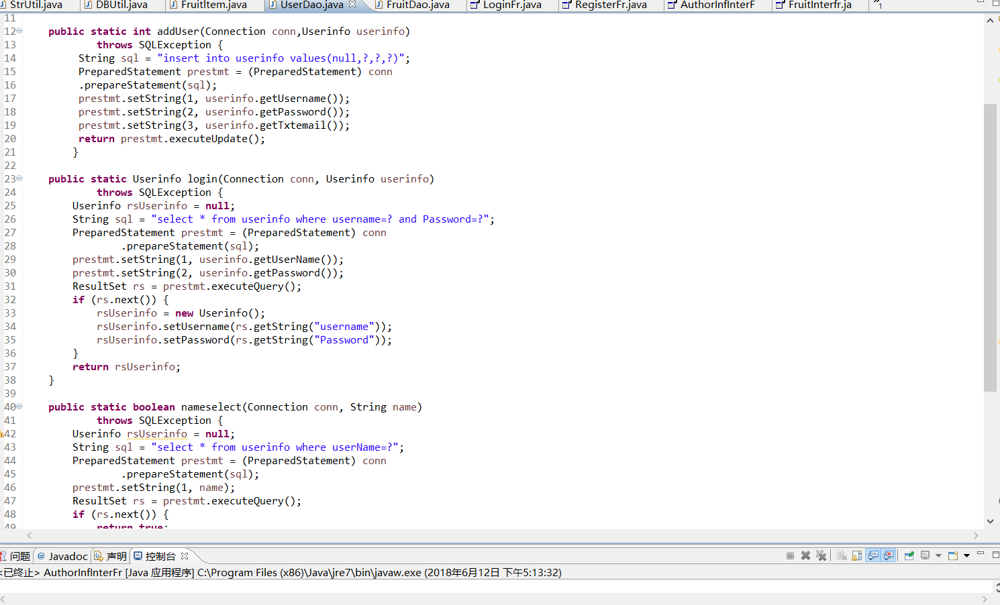 StrUtil.java DBUtil.java FruitItem.java UserDao.java FruitDao.java LoginFr.java RegisterFr.java AuthorInfInterF FruitInterfr.ja »1
11
12 public static int addUser(Connection conn,Userinfo userinfo)
13 throws SQLException {
14 String sql = "insert into userinfo values(null,?,?,?)";
15 PreparedStatement prestmt = (PreparedStatement) conn
16 .prepareStatement(sql);
17 prestmt.setString(1, userinfo.getUsername());
18 prestmt.setString(2, userinfo.getPassword());
19 prestmt.setString(3, userinfo.getTxtemail());
20 return prestmt.executeUpdate();
21 }
22
23 public static Userinfo login(Connection conn, Userinfo userinfo)
24 throws SQLException {
25 Userinfo rsUserinfo = null;
26 String sql = "select * from userinfo where username=? and Password=?";
27 PreparedStatement prestmt = (PreparedStatement) conn
28 .prepareStatement(sql);
29 prestmt.setString(1, userinfo.getUserName());
30 prestmt.setString(2, userinfo.getPassword());
31 ResultSet rs = prestmt.executeQuery();
32 if (rs.next()) {
33 rsUserinfo = new Userinfo();
34 rsUserinfo.setUsername(rs.getString("username"));
35 rsUserinfo.setPassword(rs.getString("Password"));
36 }
37 return rsUserinfo;
38 }
39
40 public static boolean nameselect(Connection conn, String name)
41 throws SQLException {
42 Userinfo rsUserinfo = null;
43 String sql = "select * from userinfo where userName=?";
44 PreparedStatement prestmt = (PreparedStatement) conn
45 .prepareStatement(sql);
46 prestmt.setString(1, name);
47 ResultSet rs = prestmt.executeQuery();
48 if (rs.next()) {
49 return true;
问题 @ Javadoc 声明 控制台
<已终止> AuthorInfInterFr [Java 应用程序] C:\Program Files (x86)\Java\jre7\bin\javaw.exe (2018年6月12日 下午5:13:32)